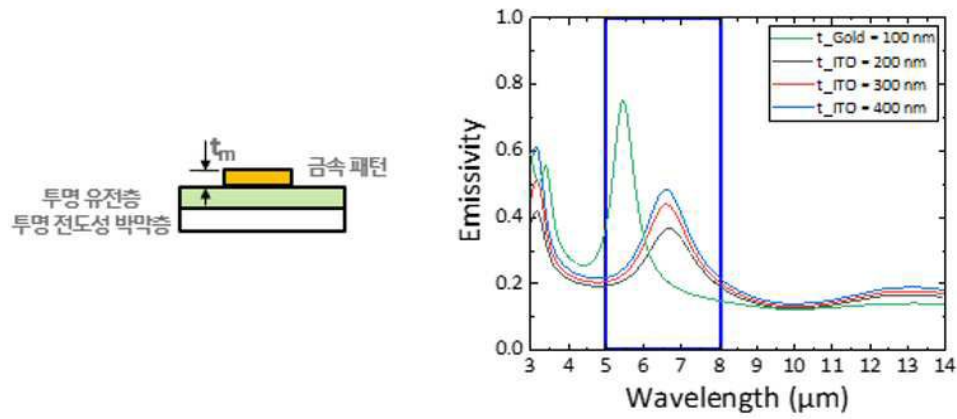 tm
금속 패턴
투명 유전층
투명 전도성 박막층
Emissivity
1.0
0.8
0.6
0.4
0.2
0.0
t_Gold = 100 nm
t_ITO = 200 nm
t_ITO = 300 nm
t_ITO = 400 nm
3 4 5 6 7 8 9 10 11 12 13 14
Wavelength (μm)